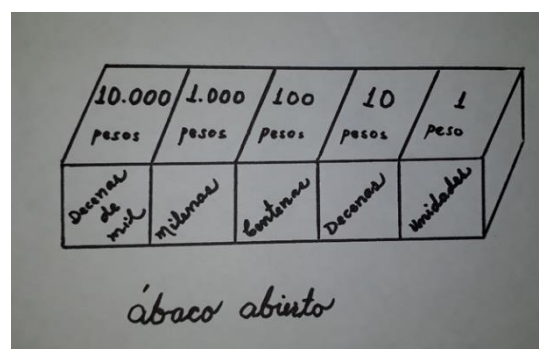 10.000 1.000 100 10 1
pesos pesos pesos pesos peso
Decenas de mil Milenas Centenas Decenas Unidades
ábaco abierto